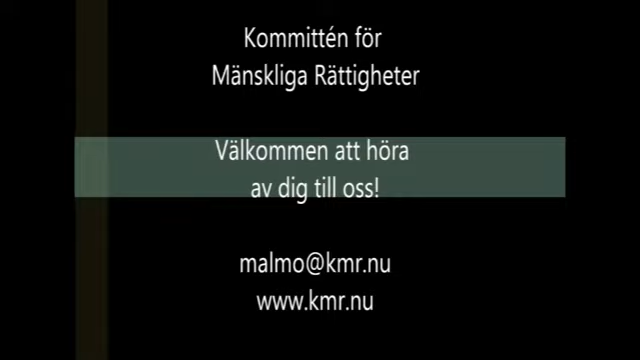 Kommittén för
Mänskliga Rättigheter
Välkommen att höra
av dig till oss!
malmo@kmr.nu
www.kmr.nu